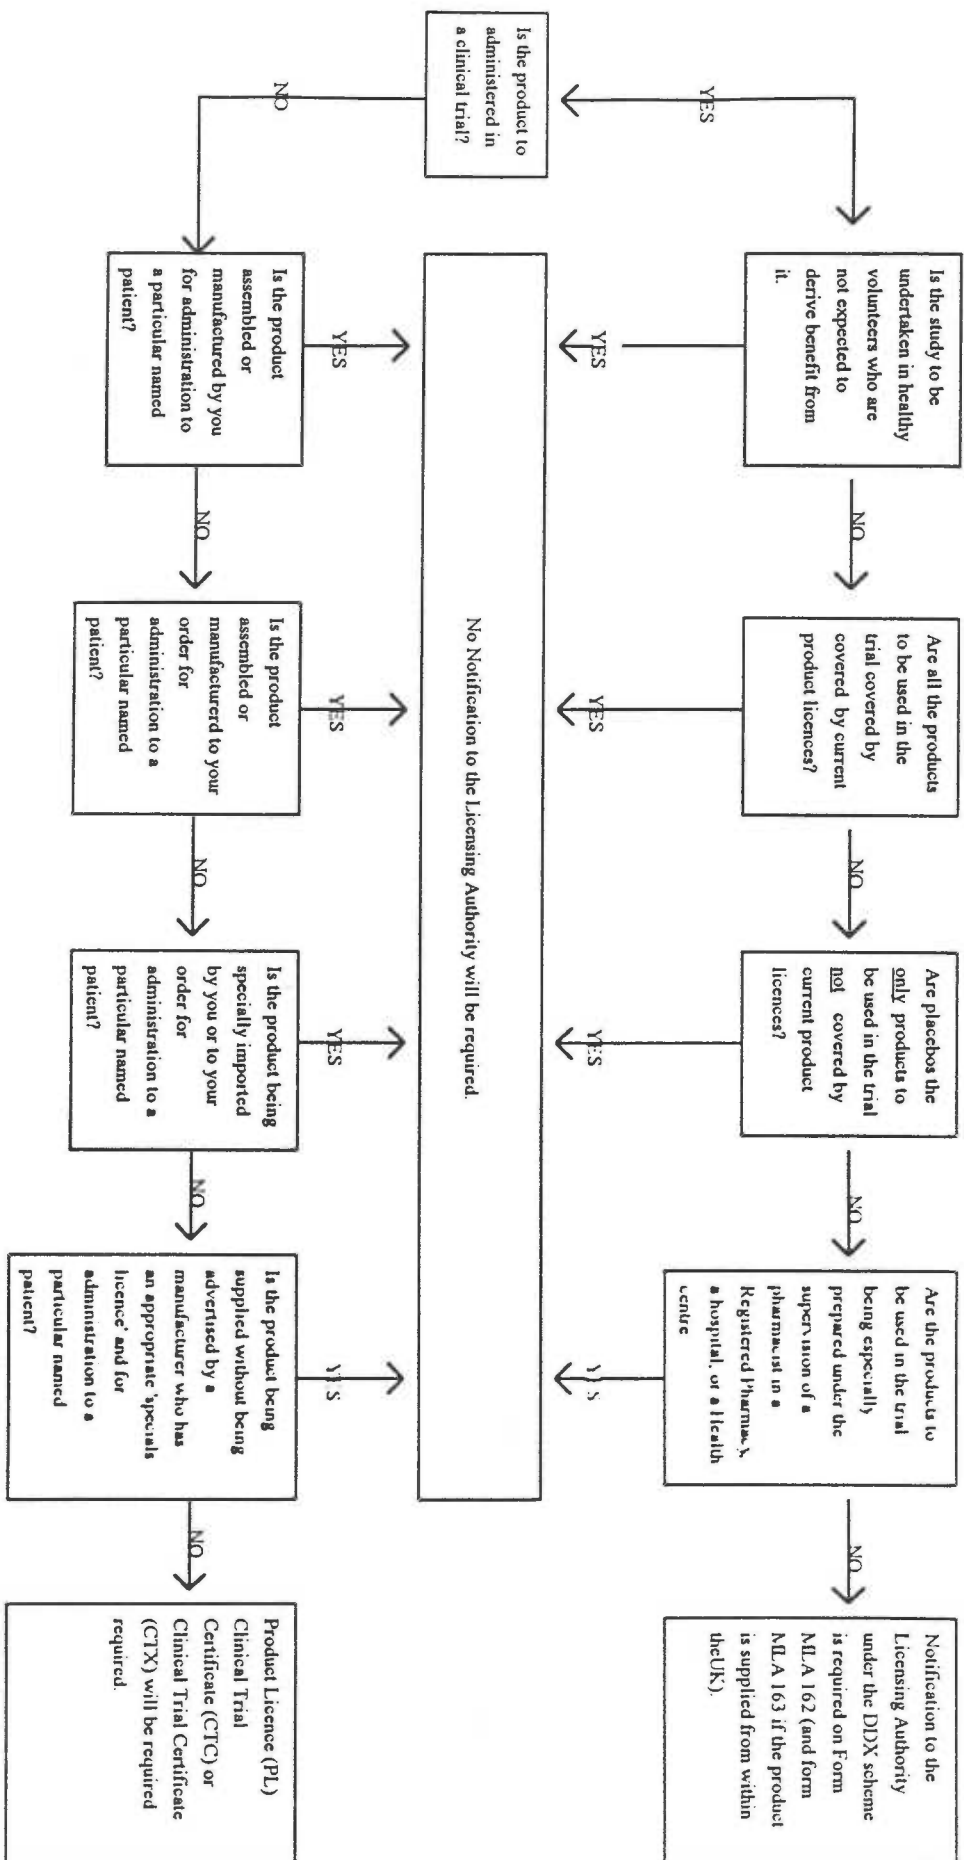 Is the product to
administered in
a clinical trial?
YES
NO
Is the study to be
undertaken in healthy
volunteers who are
not expected to
derive benefit from
it.
YES
NO
Are all the products
to be used in the
trial covered by
covered by current
product licences?
YES
NO
Are placebos the
only products to
be used in the trial
not covered by
current product
licences?
YES
NO
Are the products to
be used in the trial
being especially
prepared under the
supervision of a
pharmacist in a
Registered Pharmacy,
a hospital, or a Health
centre
YES
NO
Notification to the
Licensing Authority
under the DDX scheme
is required on Form
MLA 162 (and form
MLA 163 if the product
is supplied from within
theUK).
No Notification to the Licensing Authority will be required.
Is the product
assembled or
manufactured by you
for administration to
a particular named
patient?
YES
NO
Is the product
assembled or
manufacturerd to your
order for
administration to a
particular named
patient?
YES
NO
Is the product being
specially imported
by you or to your
order for
administration to a
particular named
patient?
YES
NO
Is the product being
supplied without being
advertised by a
manufacturer who has
an appropriate 'specials
licence' and for
administration to a
particular named
patient?
YES
NO
Product Licence (PL)
Clinical Trial
Certificate (CTC) or
Clinical Trial Certificate
(CTX) will be required
required.